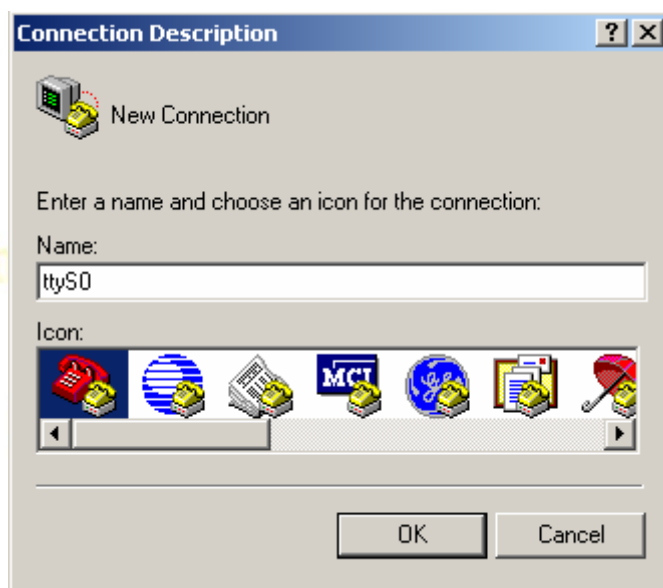 Connection Description
New Connection
Enter a name and choose an icon for the connection:
Name:
ttyS0
Icon:
MCI
OK
Cancel